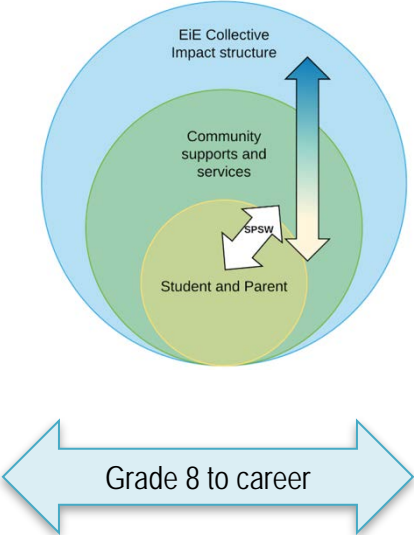 EiE Collective
Impact structure
Community
supports and
services
SPSW
Student and Parent
Grade 8 to career